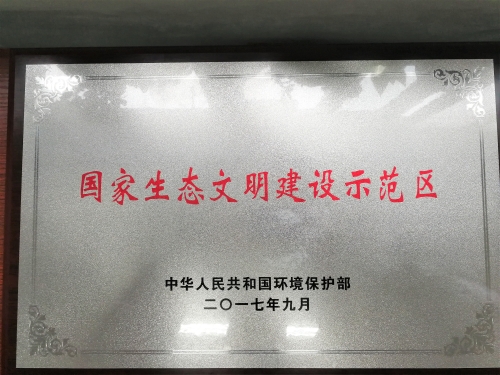 国家生态文明建设示范区
中华人民共和国环境保护部
二〇一七年九月